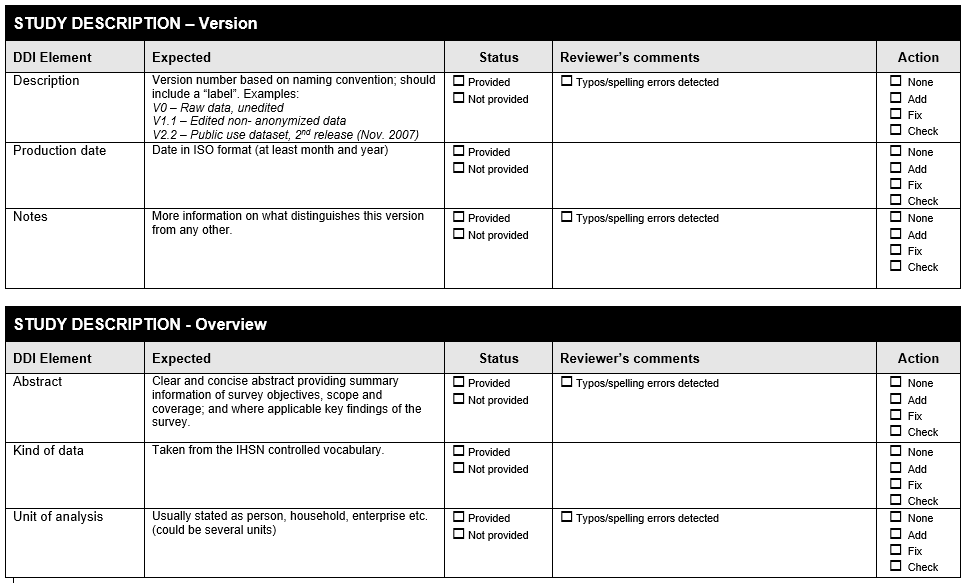 STUDY DESCRIPTION – Version
DDI Element Expected Status Reviewer's comments Action
Description Version number based on naming convention; should ☐ Provided ☐ Typos/spelling errors detected ☐ None
include a “label”. Examples: ☐ Not provided ☐ Add
V0 – Raw data, unedited ☐ Fix
V1.1 – Edited non- anonymized data ☐ Check
V2.2 – Public use dataset, 2nd release (Nov. 2007)
Production date Date in ISO format (at least month and year) ☐ Provided ☐ None
☐ Not provided ☐ Add
☐ Fix
☐ Check
Notes More information on what distinguishes this version ☐ Provided ☐ Typos/spelling errors detected ☐ None
from any other. ☐ Not provided ☐ Add
☐ Fix
☐ Check
STUDY DESCRIPTION - Overview
DDI Element Expected Status Reviewer's comments Action
Abstract Clear and concise abstract providing summary ☐ Provided ☐ Typos/spelling errors detected ☐ None
information of survey objectives, scope and ☐ Not provided ☐ Add
coverage; and where applicable key findings of the ☐ Fix
survey. ☐ Check
Kind of data Taken from the IHSN controlled vocabulary. ☐ Provided ☐ None
☐ Not provided ☐ Add
☐ Fix
☐ Check
Unit of analysis Usually stated as person, household, enterprise etc. ☐ Provided ☐ Typos/spelling errors detected ☐ None
(could be several units) ☐ Not provided ☐ Add
☐ Fix
☐ Check